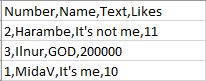 Number,Name,Text,Likes
2,Harambe,It's not me,11
3,Ilnur,GOD,200000
1,MidaV,It's me,10